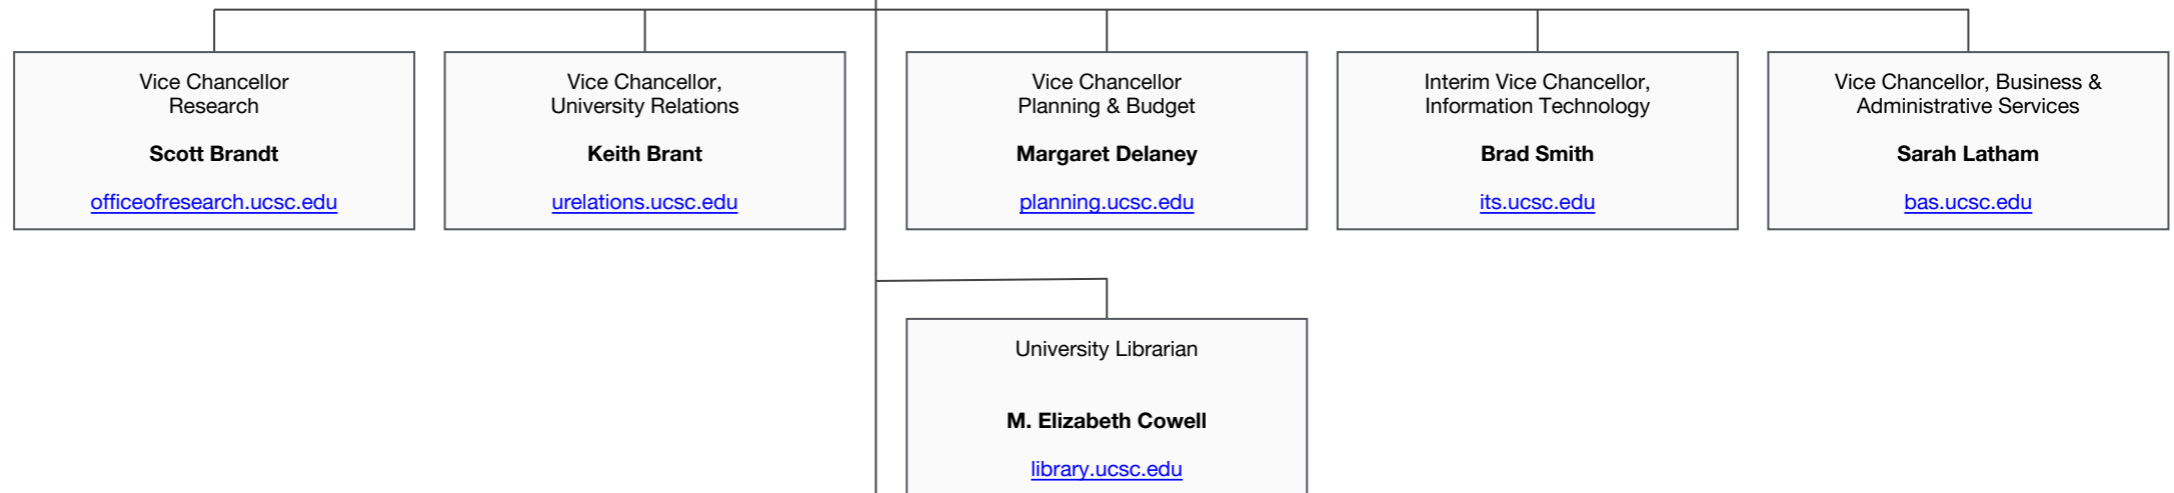 Vice Chancellor
Research
Scott Brandt
officeofresearch.ucsc.edu
Vice Chancellor,
University Relations
Keith Brant
urelations.ucsc.edu
Vice Chancellor
Planning & Budget
Margaret Delaney
planning.ucsc.edu
Interim Vice Chancellor,
Information Technology
Brad Smith
its.ucsc.edu
Vice Chancellor, Business &
Administrative Services
Sarah Latham
bas.ucsc.edu
University Librarian
M. Elizabeth Cowell
library.ucsc.edu